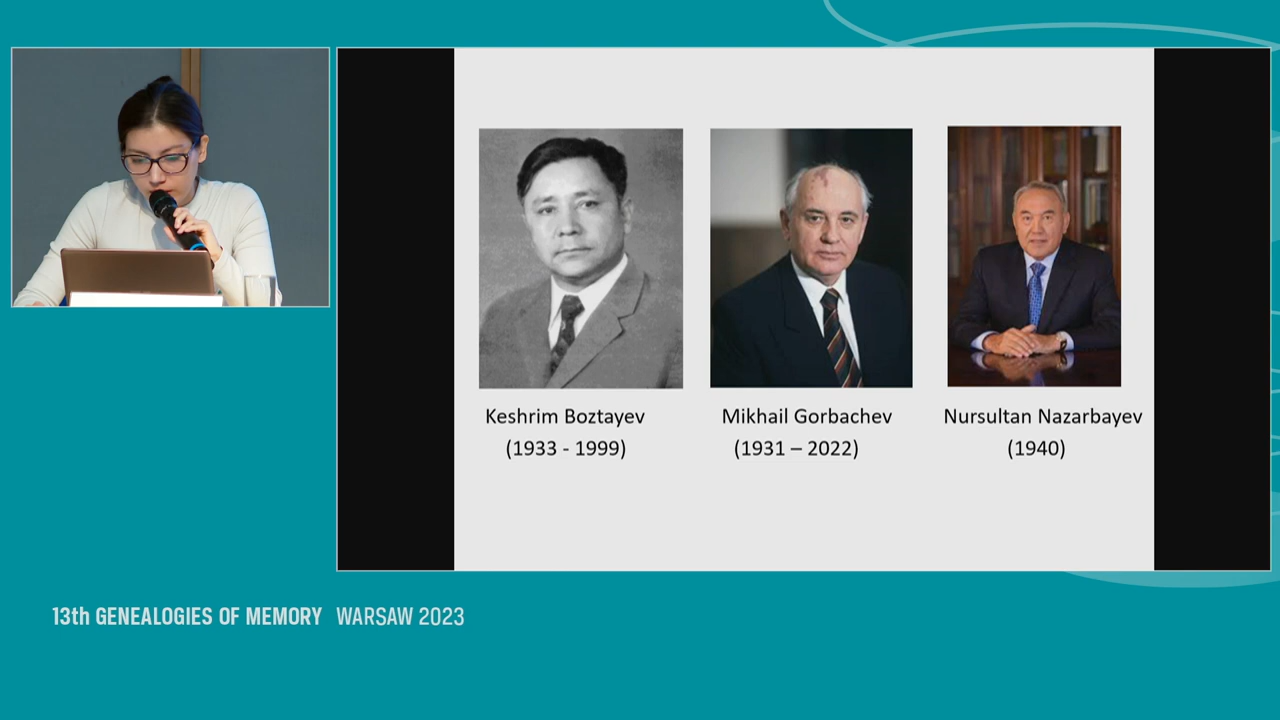 Keshrim Boztayev
(1933 - 1999)
Mikhail Gorbachev
(1931 – 2022)
Nursultan Nazarbayev
(1940)
13th GENEALOGIES OF MEMORY WARSAW 2023